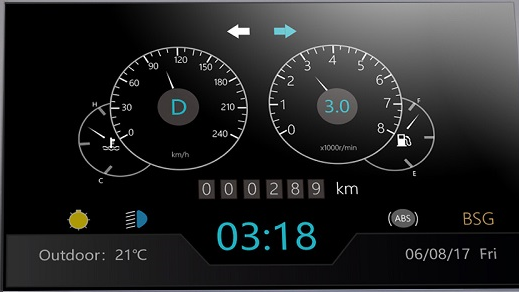 120
90 150
60 180
30 D 210
0 240
km/h
4
3 5
2 6
1 3.0 7
0 8
x1000r/min
H
C
F
E
000289 km
ABS
BSG
03:18
Outdoor: 21℃
06/08/17 Fri